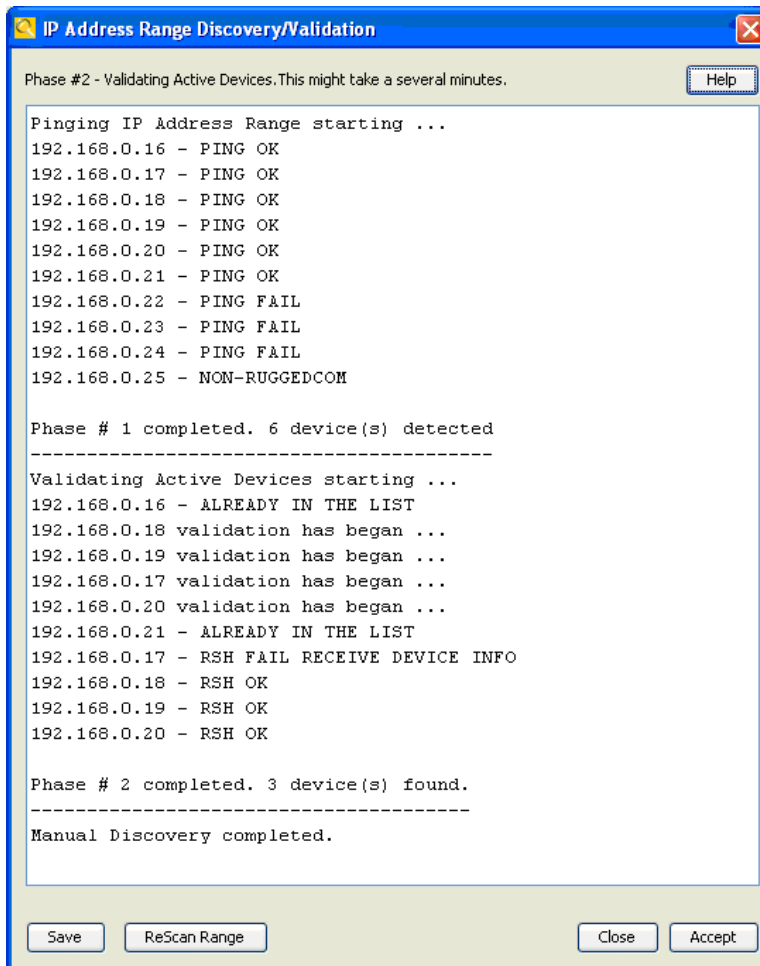 IP Address Range Discovery/Validation
Phase #2 - Validating Active Devices.This might take a several minutes.
Help
Pinging IP Address Range starting ...
192.168.0.16 - PING OK
192.168.0.17 - PING OK
192.168.0.18 - PING OK
192.168.0.19 - PING OK
192.168.0.20 - PING OK
192.168.0.21 - PING OK
192.168.0.22 - PING FAIL
192.168.0.23 - PING FAIL
192.168.0.24 - PING FAIL
192.168.0.25 - NON-RUGGEDCOM
Phase # 1 completed. 6 device(s) detected
-----------------------------------------
Validating Active Devices starting ...
192.168.0.16 - ALREADY IN THE LIST
192.168.0.18 validation has began ...
192.168.0.19 validation has began ...
192.168.0.17 validation has began ...
192.168.0.20 validation has began ...
192.168.0.21 - ALREADY IN THE LIST
192.168.0.17 - RSH FAIL RECEIVE DEVICE INFO
192.168.0.18 - RSH OK
192.168.0.19 - RSH OK
192.168.0.20 - RSH OK
Phase # 2 completed. 3 device(s) found.
---------------------------------------
Manual Discovery completed.
Save
ReScan Range
Close
Accept